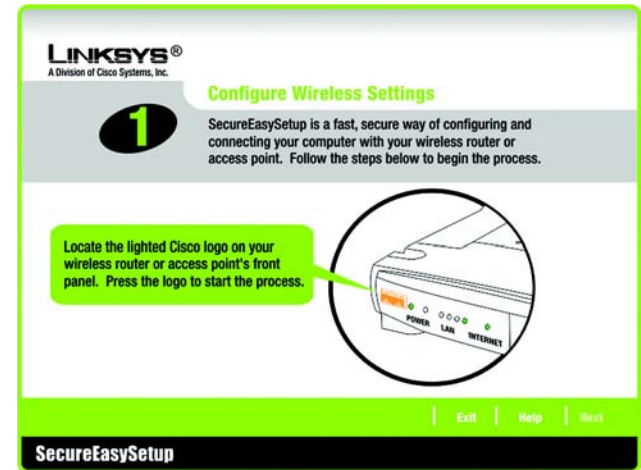 LINKSYS®
A Division of Cisco Systems, Inc.
1
Configure Wireless Settings
SecureEasySetup is a fast, secure way of configuring and
connecting your computer with your wireless router or
access point. Follow the steps below to begin the process.
Locate the lighted Cisco logo on your
wireless router or access point's front
panel. Press the logo to start the process.
POWER LAN INTERNET
Exit Help Next
SecureEasySetup